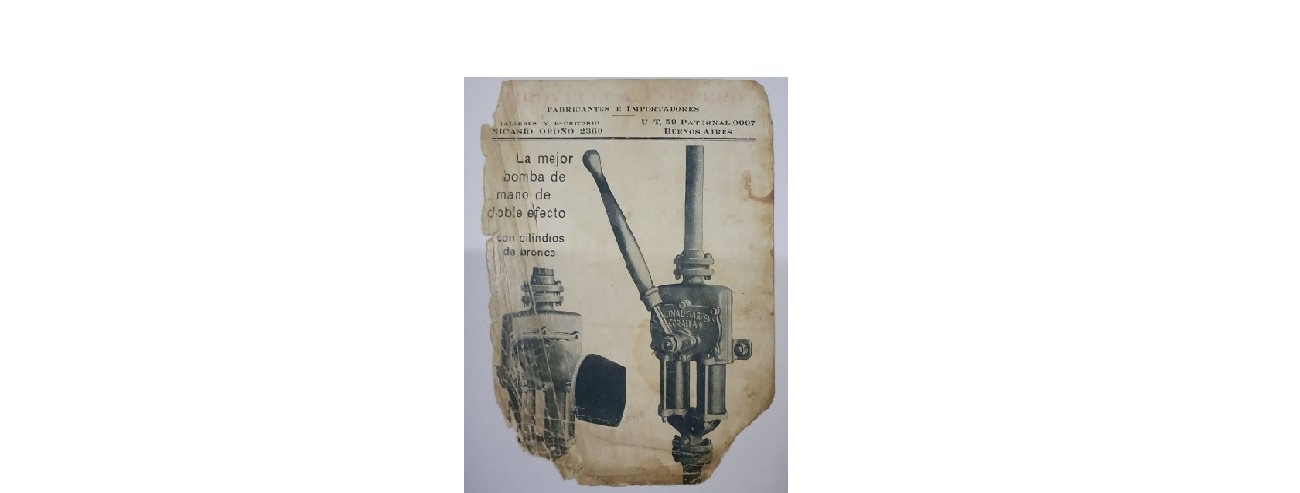 FABRICANTES E IMPORTADORES
TALLERES Y ESCRITORIO
NICASIO OROÑO 2360
U. T. 59 PATERNAL 0097
BUENOS AIRES
La mejor
bomba de
mano de
doble efecto
con cilindros
de bronce